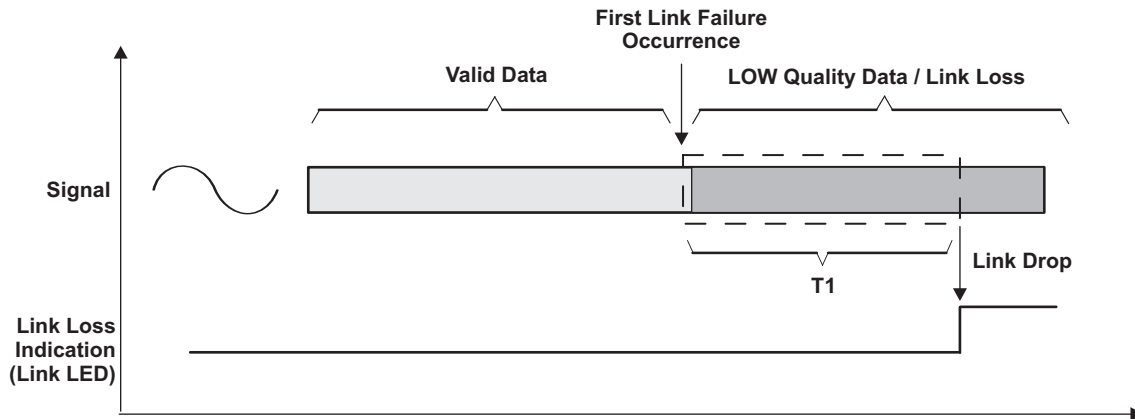 First Link Failure
Occurrence
Valid Data
LOW Quality Data / Link Loss
Signal
T1
Link Drop
Link Loss
Indication
(Link LED)